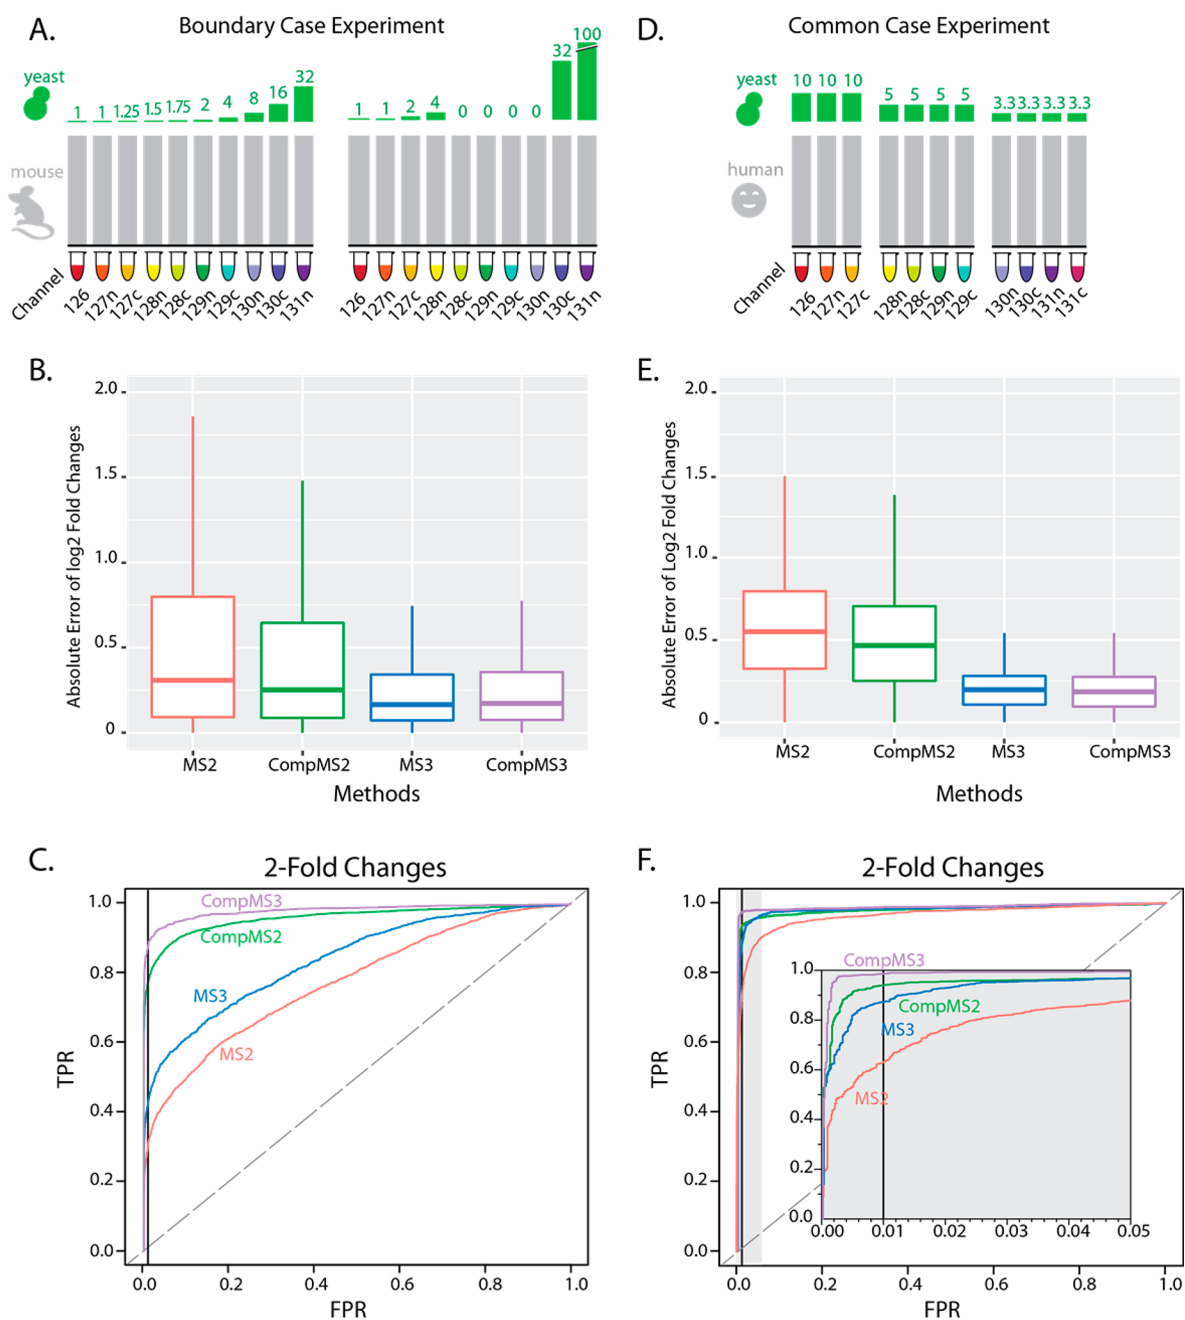 A.
Boundary Case Experiment
yeast
1 1 1.25 1.5 1.75 2 4 8 16 32
1 1 2 4 0 0 0 0 32 100
mouse
Channel
126 127n 127c 128n 128c 129n 129c 130n 130c 131n
126 127n 127c 128n 128c 129n 129c 130n 130c 131n
D.
Common Case Experiment
yeast
10 10 10 5 5 5 5 3.3 3.3 3.3 3.3
human
Channel
126 127n 127c 128n 128c 129n 129c 130n 130c 131n 131c
B.
Absolute Error of log2 Fold Changes
2.0
1.5
1.0
0.5
0
MS2 CompMS2 MS3 CompMS3
Methods
E.
Absolute Error of Log2 Fold Changes
2.0
1.5
1.0
0.5
0
MS2 CompMS2 MS3 CompMS3
Methods
C.
2-Fold Changes
TPR
1.0
0.8
0.6
0.4
0.2
0.0
CompMS3
CompMS2
MS3
MS2
0.0 0.2 0.4 0.6 0.8 1.0
FPR
F.
2-Fold Changes
TPR
1.0
0.8
0.6
0.4
0.2
0.0
CompMS3
1.0
0.8
0.6
0.4
0.2
0.0
CompMS2
MS3
MS2
0.00 0.01 0.02 0.03 0.04 0.05
0.0 0.2 0.4 0.6 0.8 1.0
FPR